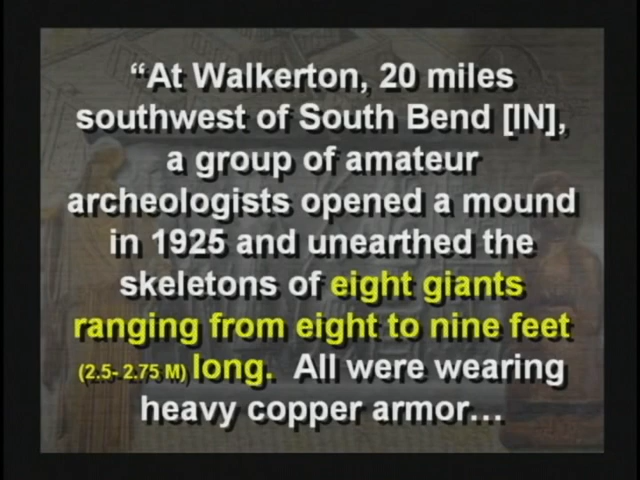 “At Walkerton, 20 miles
southwest of South Bend [IN],
a group of amateur
archeologists opened a mound
in 1925 and unearthed the
skeletons of eight giants
ranging from eight to nine feet
(2.5- 2.75 M) long. All were wearing
heavy copper armor…